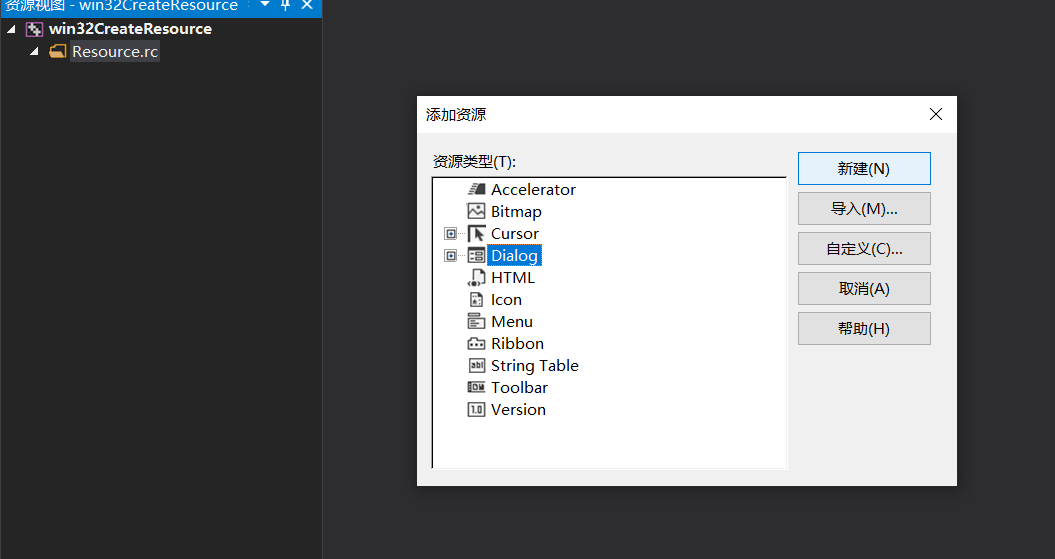 资源视图 - win32CreateResource
win32CreateResource
Resource.rc
添加资源
资源类型(T):
Accelerator
Bitmap
Cursor
Dialog
HTML
Icon
Menu
Ribbon
String Table
Toolbar
Version
新建(N)
导入(M)...
自定义(C)...
取消(A)
帮助(H)